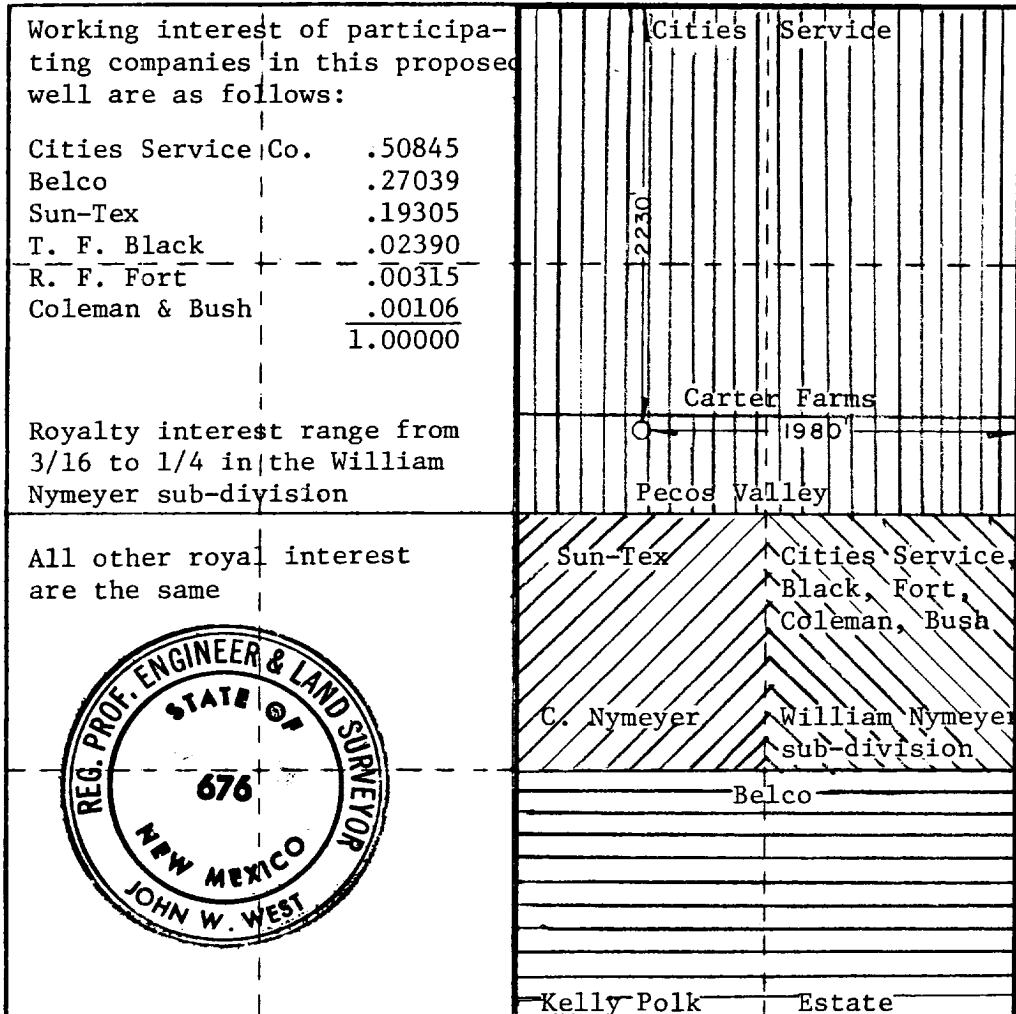 Working interest of participa-
ting companies in this proposed
well are as follows:
Cities Service Co. .50845
Belco .27039
Sun-Tex .19305
T. F. Black .02390
R. F. Fort .00315
Coleman & Bush .00106
1.00000
Royalty interest range from
3/16 to 1/4 in the William
Nymeyer sub-division
All other royal interest
are the same
REG. PROF. ENGINEER & LAND SURVEYOR
STATE OF
676
NEW MEXICO
JOHN W. WEST
Cities Service
2230'
Carter Farms
1980'
Pecos Valley
Sun-Tex
C. Nymeyer
Cities Service,
Black, Fort,
Coleman, Bush
William Nymeyer
sub-division
Belco
Kelly Polk Estate